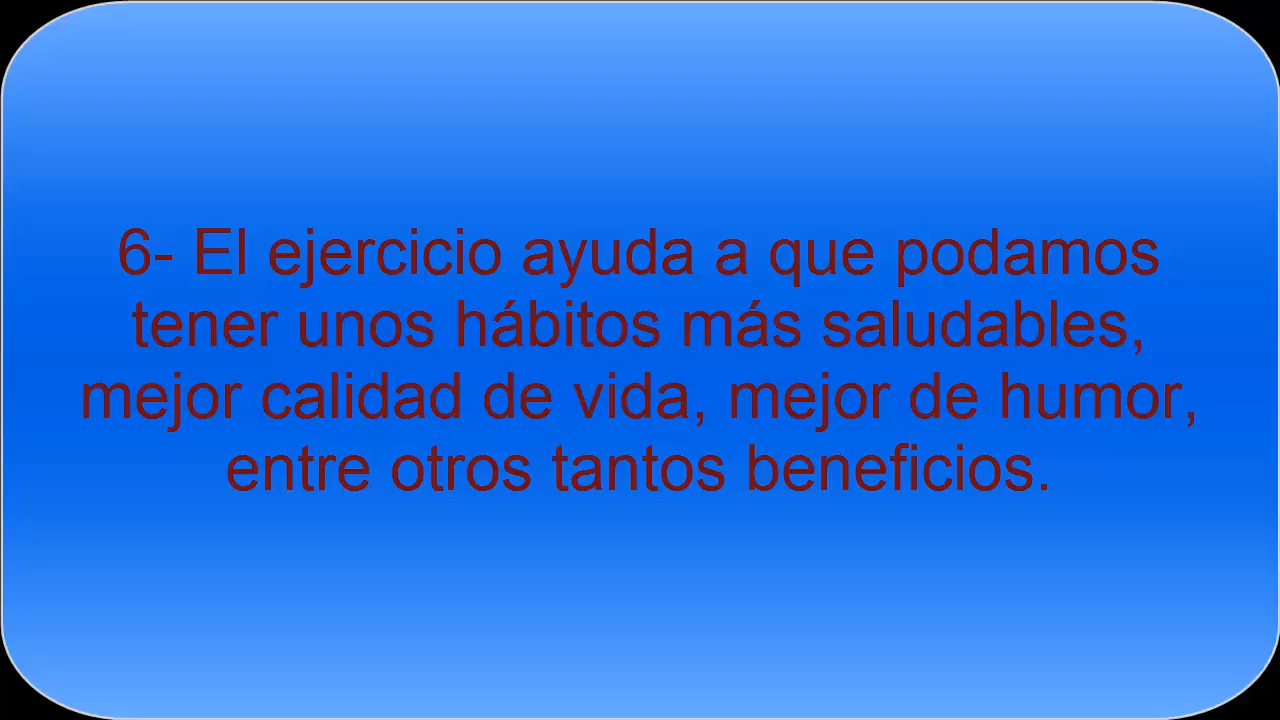 6- El ejercicio ayuda a que podamos
tener unos hábitos más saludables,
mejor calidad de vida, mejor de humor,
entre otros tantos beneficios.